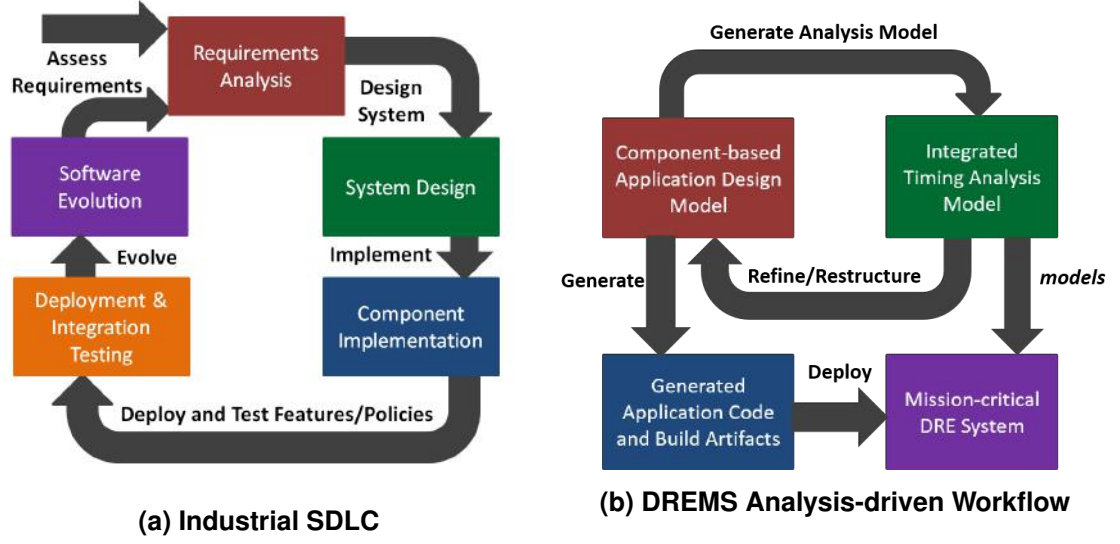 Assess
Requirements
Requirements
Analysis
Design
System
Software
Evolution
System Design
Evolve
Implement
Deployment &
Integration
Testing
Component
Implementation
Deploy and Test Features/Policies
(a) Industrial SDLC
Generate Analysis Model
Component-based
Application Design
Model
Integrated
Timing Analysis
Model
Generate
Refine/Restructure
models
Generated
Application Code
and Build Artifacts
Deploy
Mission-critical
DRE System
(b) DREMS Analysis-driven Workflow